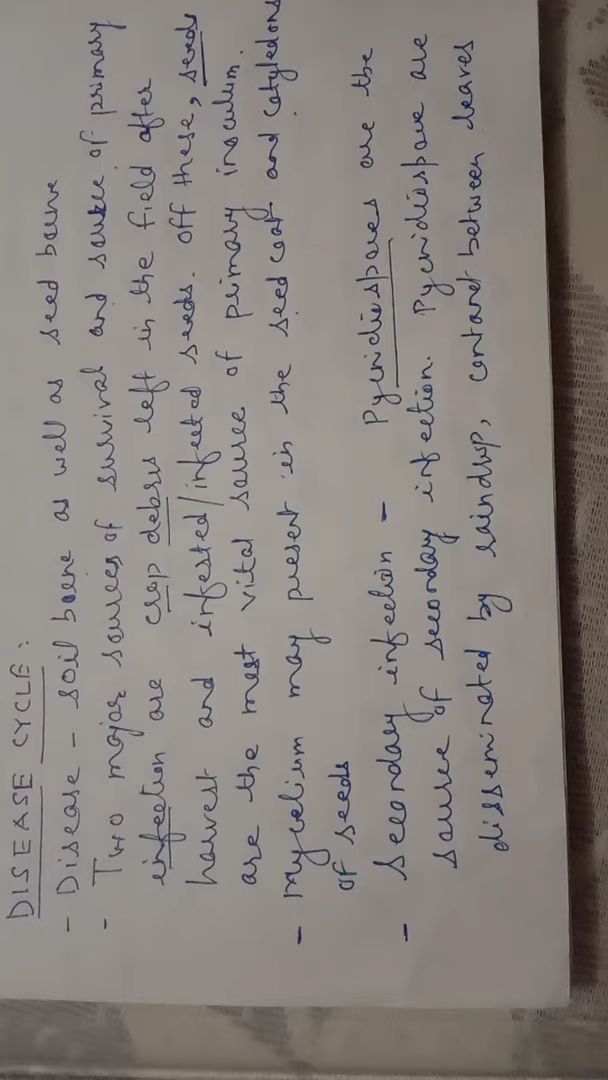 DISEASE CYCLE:
- Disease - soil borne as well as seed borne
- Two major sources of survival and source of primary
infection are crop debris left in the field after
harvest and infested/infected seeds. off these, seeds
are the most vital source of primary inoculum.
- mycelium may present in the seed coat and cotyledons
of seeds
- secondary infection - Pycnidiospores are the
source of secondary infection. Pycnidiospore are
disseminated by raindrop, contant between leaves